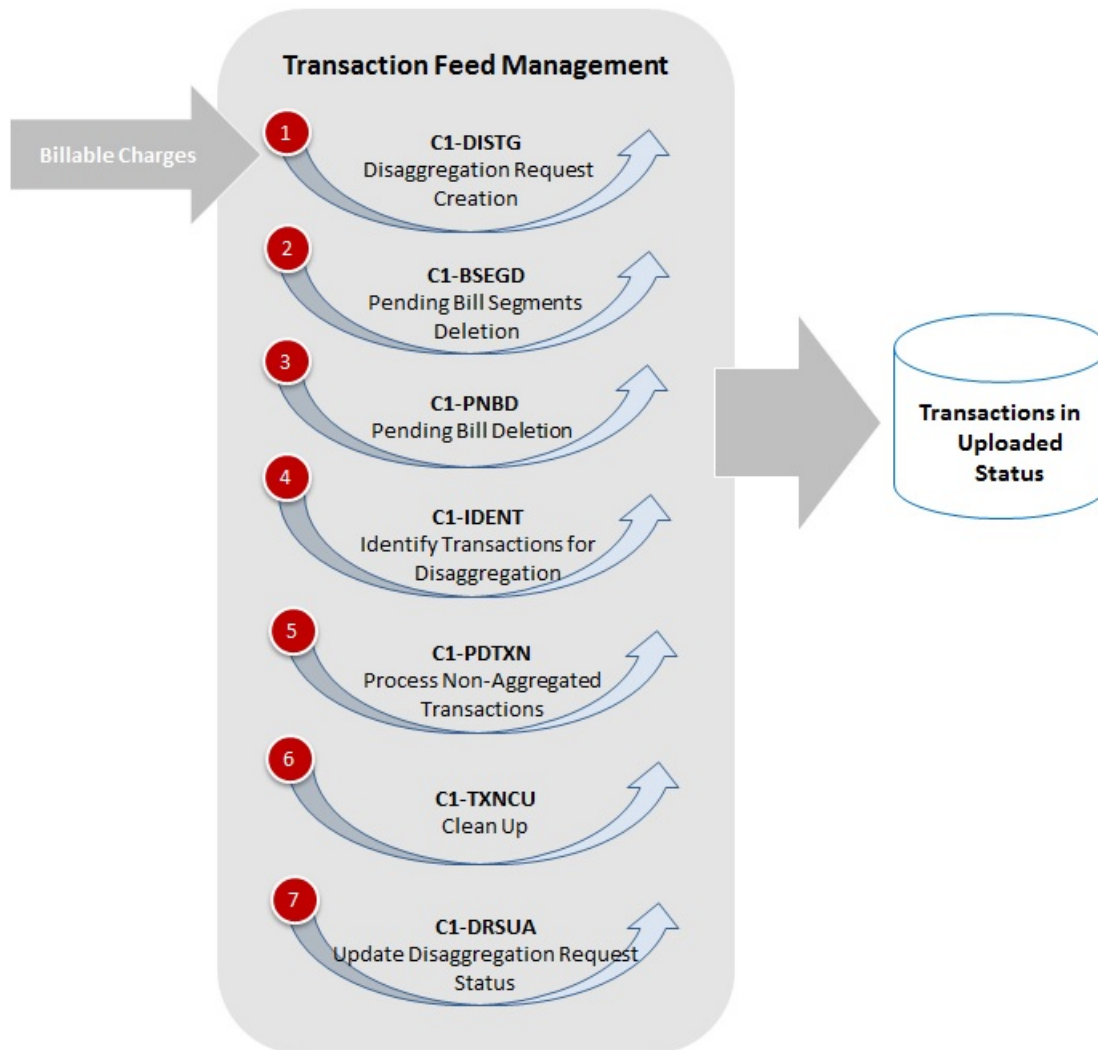 Transaction Feed Management
Billable Charges
1
C1-DISTG
Disaggregation Request
Creation
2
C1-BSEGD
Pending Bill Segments
Deletion
3
C1-PNBD
Pending Bill Deletion
4
C1-IDENT
Identify Transactions for
Disaggregation
5
C1-PDTXN
Process Non-Aggregated
Transactions
6
C1-TXNCU
Clean Up
7
C1-DRSUA
Update Disaggregation Request
Status
Transactions in
Uploaded
Status